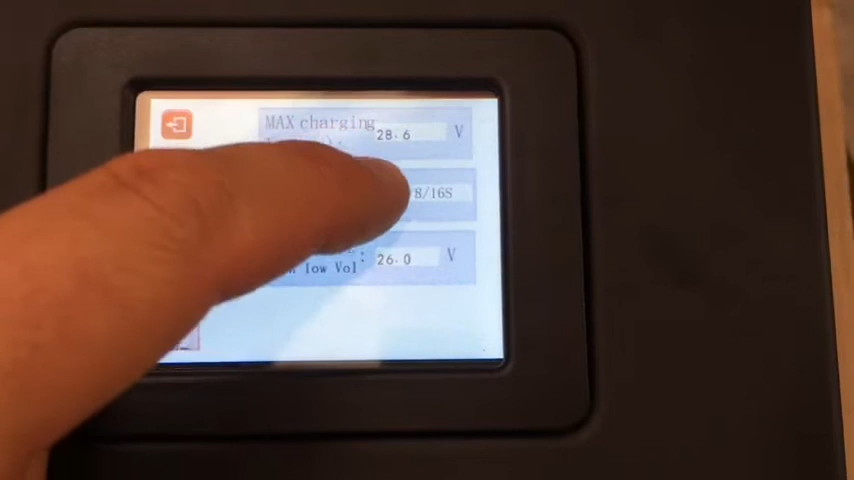 MAX charging
28.6 V
/8/16S
: 26.0 V
low Vol